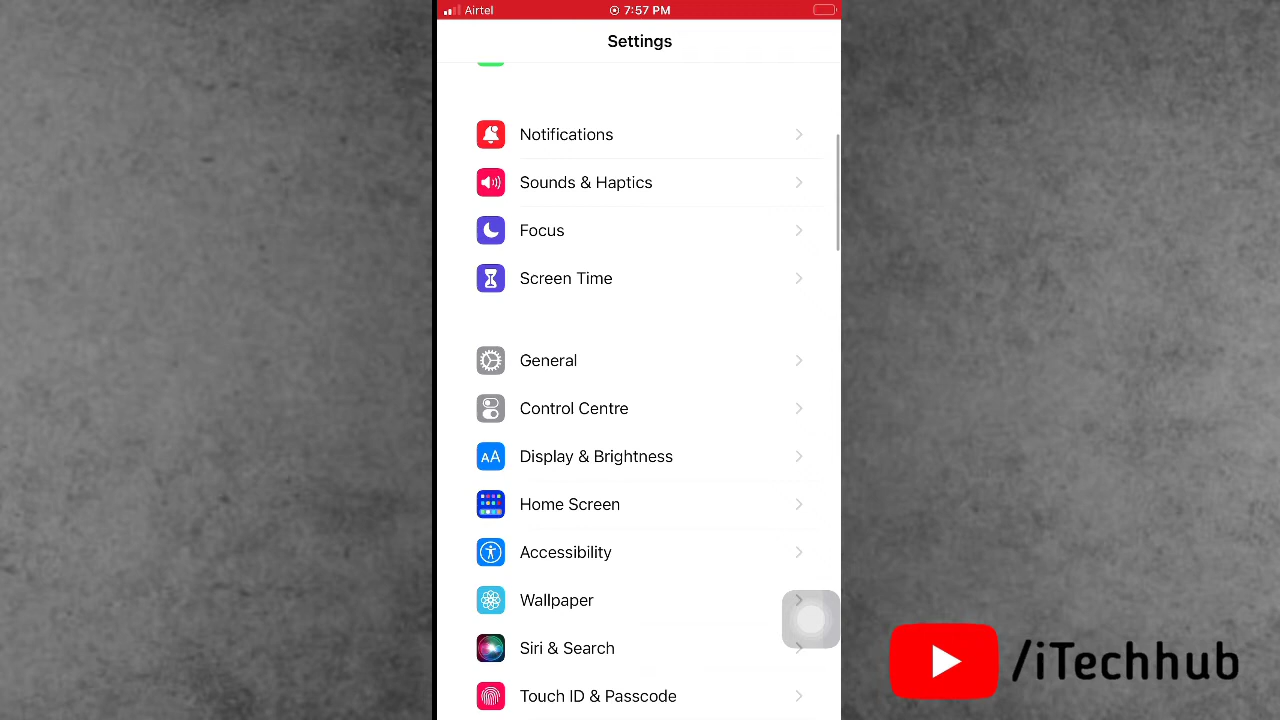 Airtel 7:57 PM
Settings
Notifications
Sounds & Haptics
Focus
Screen Time
General
Control Centre
AA Display & Brightness
Home Screen
Accessibility
Wallpaper
Siri & Search
Touch ID & Passcode
/iTechhub